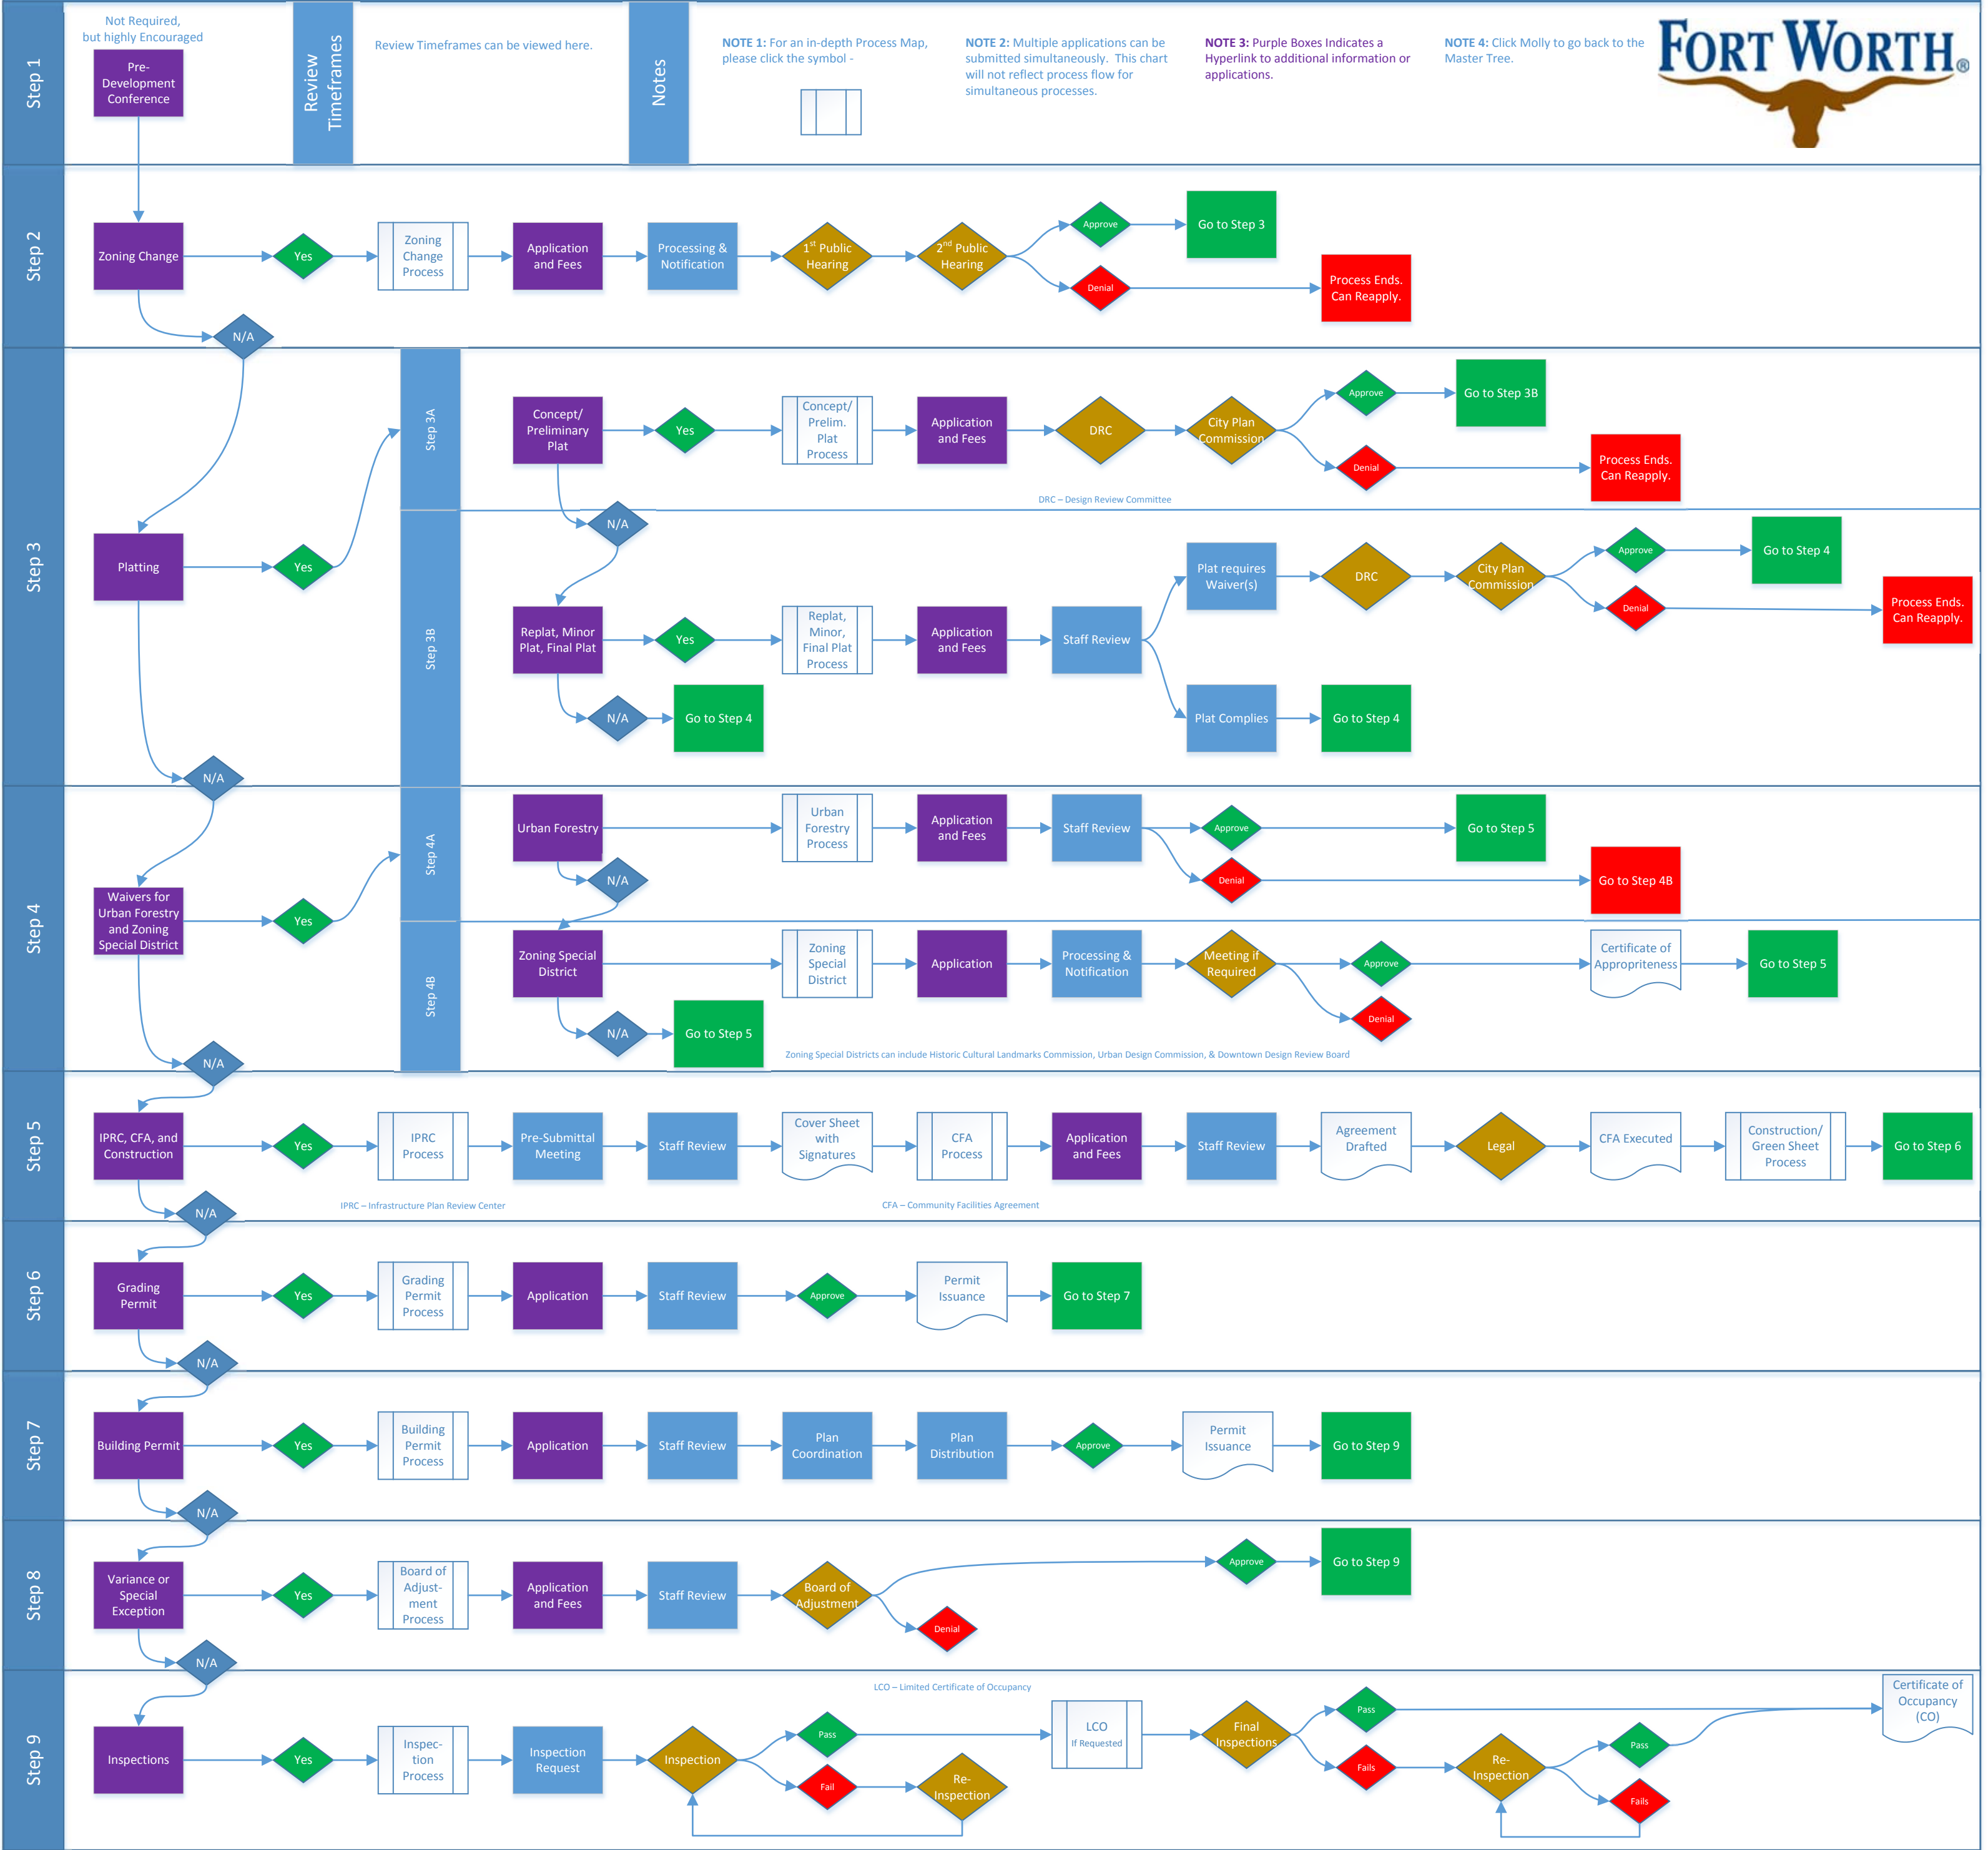 Step 1
Not Required,
but highly Encouraged
Pre-
Development
Conference
Review
Timeframes
Review Timeframes can be viewed here.
Notes
NOTE 1: For an in-depth Process Map,
please click the symbol -
NOTE 2: Multiple applications can be
submitted simultaneously. This chart
will not reflect process flow for
simultaneous processes.
NOTE 3: Purple Boxes Indicates a
Hyperlink to additional information or
applications.
NOTE 4: Click Molly to go back to the
Master Tree.
FORT WORTH®
Step 2
Zoning Change
Yes
Zoning
Change
Process
Application
and Fees
Processing &
Notification
1st Public
Hearing
2nd Public
Hearing
Approve
Go to Step 3
Denial
Process Ends.
Can Reapply.
N/A
Step 3
Platting
Yes
N/A
Step 3A
Concept/
Preliminary
Plat
Yes
Concept/
Prelim.
Plat
Process
Application
and Fees
DRC
City Plan
Commission
Approve
Go to Step 3B
Denial
Process Ends.
Can Reapply.
DRC – Design Review Committee
N/A
Step 3B
Replat, Minor
Plat, Final Plat
Yes
Replat,
Minor,
Final Plat
Process
Application
and Fees
Staff Review
Plat requires
Waiver(s)
DRC
City Plan
Commission
Approve
Go to Step 4
Denial
Process Ends.
Can Reapply.
N/A
Go to Step 4
Plat Complies
Go to Step 4
Step 4
Waivers for
Urban Forestry
and Zoning
Special District
Yes
N/A
Step 4A
Urban Forestry
Urban
Forestry
Process
Application
and Fees
Staff Review
Approve
Go to Step 5
Denial
Go to Step 4B
N/A
Step 4B
Zoning Special
District
Zoning
Special
District
Application
Processing &
Notification
Meeting if
Required
Approve
Certificate of
Appropriteness
Go to Step 5
Denial
N/A
Go to Step 5
Zoning Special Districts can include Historic Cultural Landmarks Commission, Urban Design Commission, & Downtown Design Review Board
Step 5
IPRC, CFA, and
Construction
Yes
IPRC
Process
Pre-Submittal
Meeting
Staff Review
Cover Sheet
with
Signatures
CFA
Process
Application
and Fees
Staff Review
Agreement
Drafted
Legal
CFA Executed
Construction/
Green Sheet
Process
Go to Step 6
N/A
IPRC – Infrastructure Plan Review Center
CFA – Community Facilities Agreement
Step 6
Grading
Permit
Yes
Grading
Permit
Process
Application
Staff Review
Approve
Permit
Issuance
Go to Step 7
N/A
Step 7
Building Permit
Yes
Building
Permit
Process
Application
Staff Review
Plan
Coordination
Plan
Distribution
Approve
Permit
Issuance
Go to Step 9
N/A
Step 8
Variance or
Special
Exception
Yes
Board of
Adjust-
ment
Process
Application
and Fees
Staff Review
Board of
Adjustment
Approve
Go to Step 9
Denial
N/A
Step 9
LCO – Limited Certificate of Occupancy
Inspections
Yes
Inspec-
tion
Process
Inspection
Request
Inspection
Pass
Fail
Re-
Inspection
LCO
If Requested
Final
Inspections
Pass
Fails
Re-
Inspection
Pass
Fails
Certificate of
Occupancy
(CO)